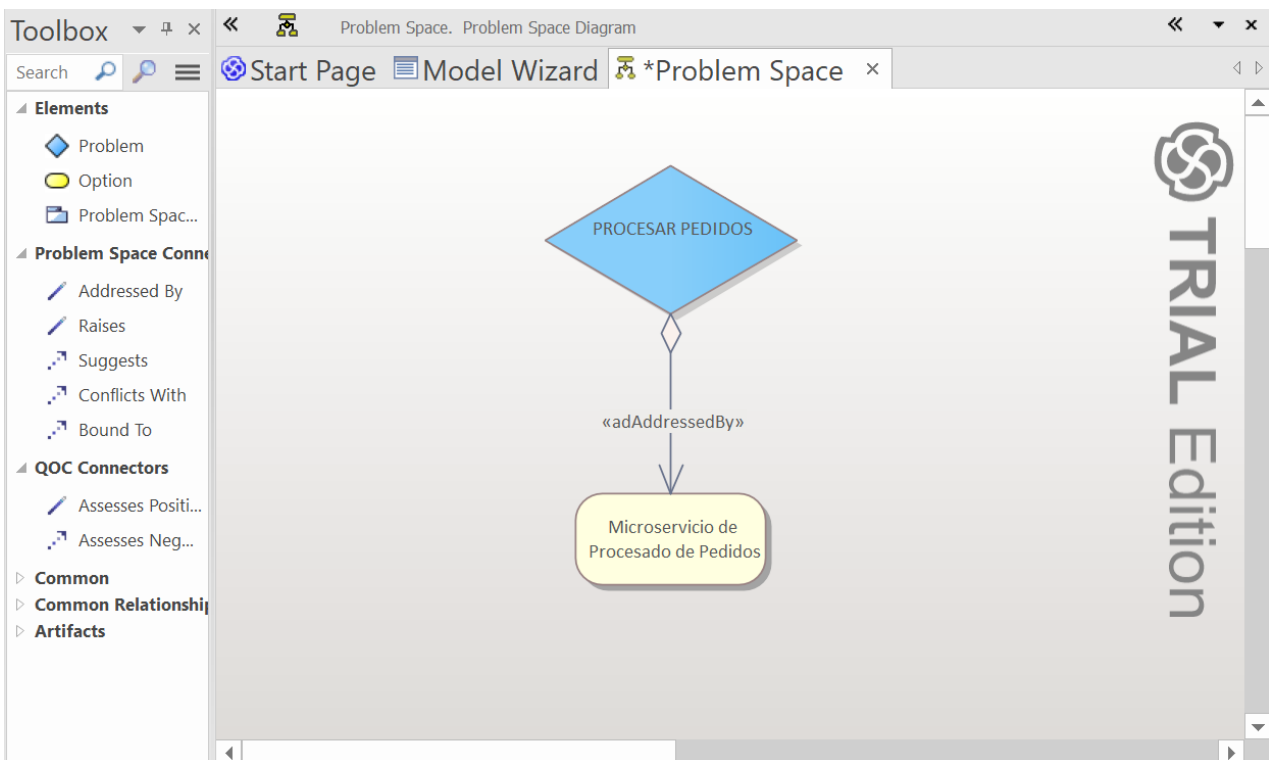 Toolbox
Problem Space. Problem Space Diagram
Search
Start Page
Model Wizard
*Problem Space
Elements
Problem
Option
Problem Spac...
Problem Space Conne
Addressed By
Raises
Suggests
Conflicts With
Bound To
QOC Connectors
Assesses Positi...
Assesses Neg...
Common
Common Relationship
Artifacts
PROCESAR PEDIDOS
«adAddressedBy»
Microservicio de
Procesado de Pedidos
TRIAL Edition